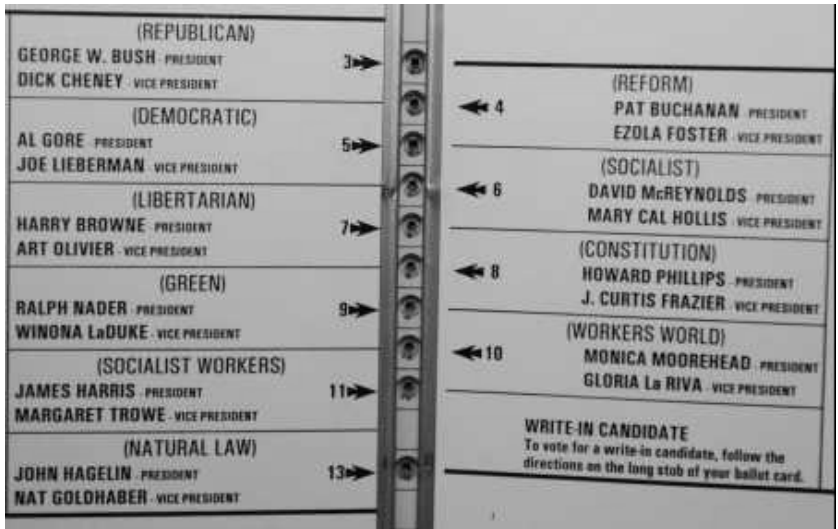 (REPUBLICAN)
GEORGE W. BUSH - PRESIDENT
DICK CHENEY - VICE PRESIDENT
3
(DEMOCRATIC)
AL GORE - PRESIDENT
JOE LIEBERMAN - VICE PRESIDENT
5
(LIBERTARIAN)
HARRY BROWNE - PRESIDENT
ART OLIVIER - VICE PRESIDENT
7
(GREEN)
RALPH NADER - PRESIDENT
WINONA LaDUKE - VICE PRESIDENT
9
(SOCIALIST WORKERS)
JAMES HARRIS - PRESIDENT
MARGARET TROWE - VICE PRESIDENT
11
(NATURAL LAW)
JOHN HAGELIN - PRESIDENT
NAT GOLDHABER - VICE PRESIDENT
13
(REFORM)
4
PAT BUCHANAN - PRESIDENT
EZOLA FOSTER - VICE PRESIDENT
(SOCIALIST)
6
DAVID McREYNOLDS - PRESIDENT
MARY CAL HOLLIS - VICE PRESIDENT
(CONSTITUTION)
8
HOWARD PHILLIPS - PRESIDENT
J. CURTIS FRAZIER - VICE PRESIDENT
(WORKERS WORLD)
10
MONICA MOOREHEAD - PRESIDENT
GLORIA La RIVA - VICE PRESIDENT
WRITE-IN CANDIDATE
To vote for a write-in candidate, follow the
directions on the long stub of your ballot card.